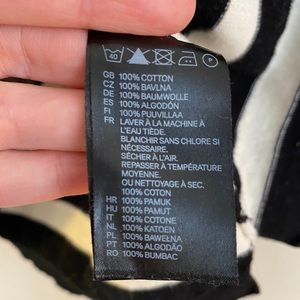 40 P
GB 100% COTTON
CZ 100% BAVLNA
DE 100% BAUMWOLLE
ES 100% ALGODÓN
FI 100% PUUVILLAA
FR LAVER À LA MACHINE À
L'EAU TIÈDE.
BLANCHIR SANS CHLORE SI
NÉCESSAIRE.
SÉCHER À L'AIR.
REPASSER À TEMPÉRATURE
MOYENNE.
OU NETTOYAGE À SEC.
100% COTON
HR 100% PAMUK
HU 100% PAMUT
IT 100% COTONE
NL 100% KATOEN
PL 100% BAWEŁNA
PT 100% ALGODÃO
RO 100% BUMBAC